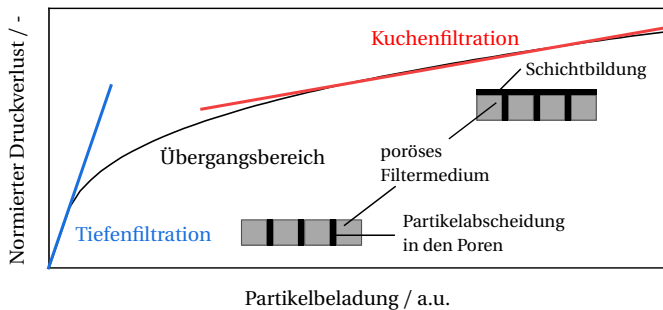 Normierter Druckverlust / -
Kuchenfiltration
Schichtbildung
Übergangsbereich
poröses
Filtermedium
Tiefenfiltration
Partikelabscheidung
in den Poren
Partikelbeladung / a.u.